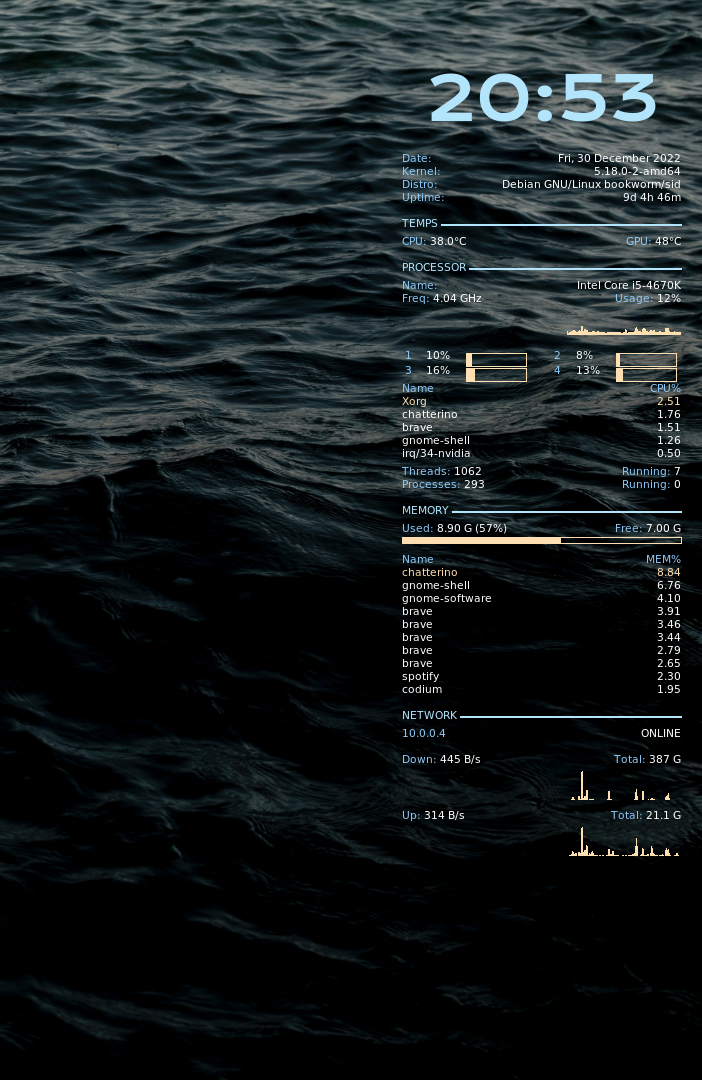 20:53
Date: Fri, 30 December 2022
Kernel: 5.18.0-2-amd64
Distro: Debian GNU/Linux bookworm/sid
Uptime: 9d 4h 46m
TEMPS
CPU: 38.0°C GPU: 48°C
PROCESSOR
Name: Intel Core i5-4670K
Freq: 4.04 GHz Usage: 12%
1 10% 2 8%
3 16% 4 13%
Name CPU%
Xorg 2.51
chatterino 1.76
brave 1.51
gnome-shell 1.26
irq/34-nvidia 0.50
Threads: 1062 Running: 7
Processes: 293 Running: 0
MEMORY
Used: 8.90 G (57%) Free: 7.00 G
Name MEM%
chatterino 8.84
gnome-shell 6.76
gnome-software 4.10
brave 3.91
brave 3.46
brave 3.44
brave 2.79
brave 2.65
spotify 2.30
codium 1.95
NETWORK
10.0.0.4 ONLINE
Down: 445 B/s Total: 387 G
Up: 314 B/s Total: 21.1 G